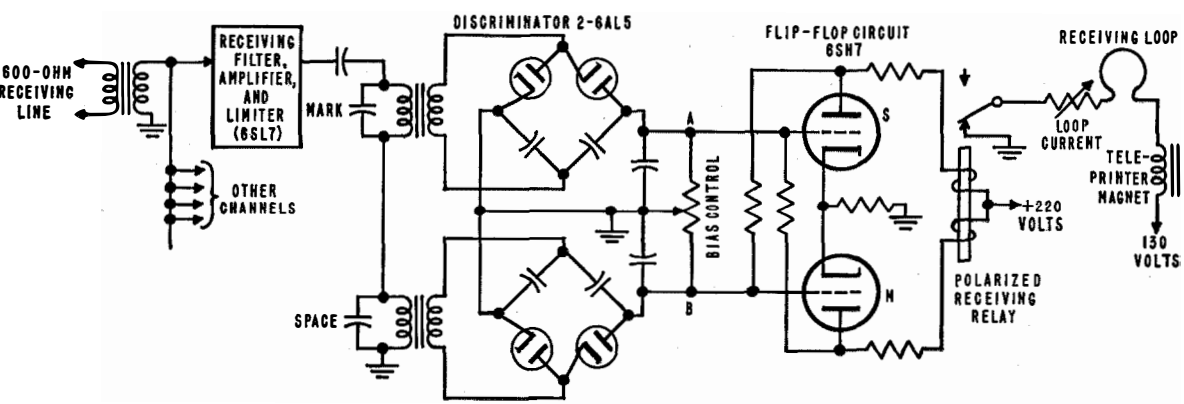 DISCRIMINATOR 2-6AL5
FLIP-FLOP CIRCUIT
6SH7
RECEIVING LOOP
600-OHM
RECEIVING
LINE
RECEIVING
FILTER,
AMPLIFIER,
AND
LIMITER
(6SL7)
MARK
OTHER
CHANNELS
SPACE
A
B
BIAS CONTROL
S
M
LOOP
CURRENT
TELE-
PRINTER
MAGNET
+220
VOLTS
130
VOLTS
POLARIZED
RECEIVING
RELAY